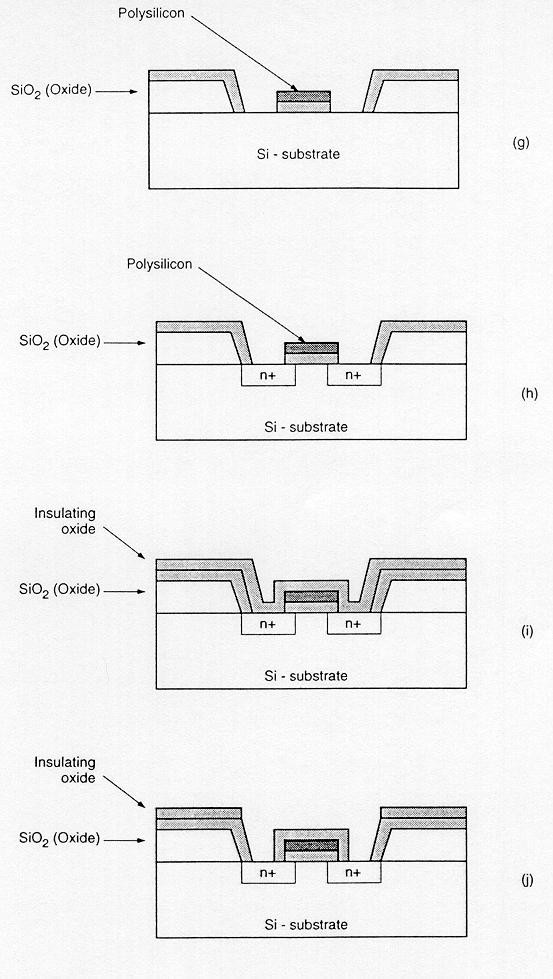 Polysilicon
SiO₂ (Oxide)
Si - substrate
(g)
Polysilicon
SiO₂ (Oxide)
n+ n+
Si - substrate
(h)
Insulating
oxide
SiO₂ (Oxide)
n+ n+
Si - substrate
(i)
Insulating
oxide
SiO₂ (Oxide)
n+ n+
Si - substrate
(j)